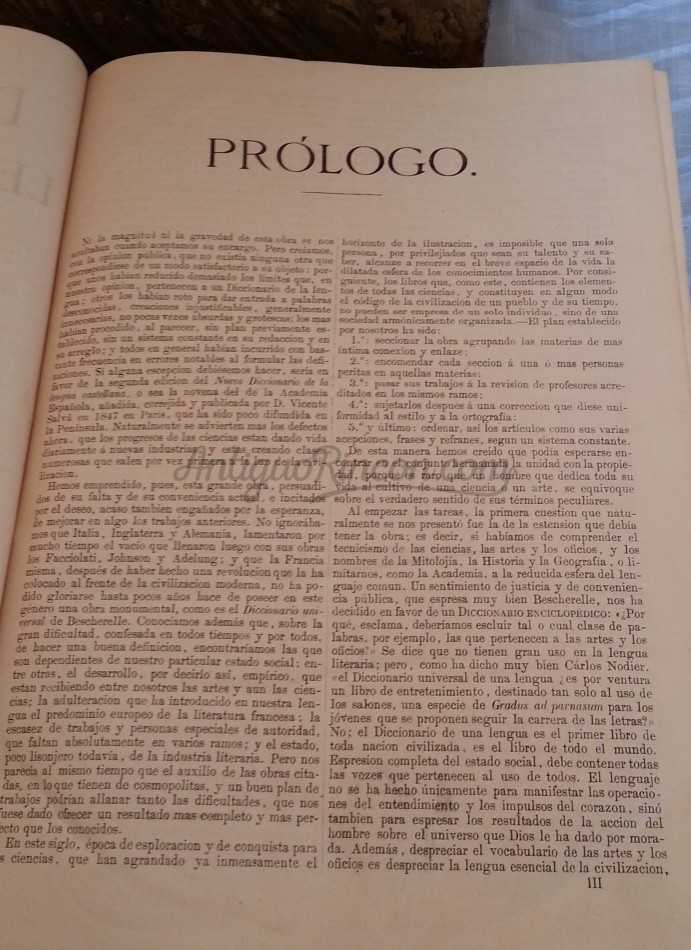 PRÓLOGO.
Ni la magnitud ni la gravedad de esta obra se nos
ocultaban cuando aceptamos su encargo. Pero creiamos,
con la opinion pública, que no existia ninguna otra que
correspondiese de un modo satisfactorio a su objeto: por-
que unos habian reducido demasiado los límites que, en
nuestra opinion, pertenecen a un Diccionario de la len-
gua; otros los habian roto para dar entrada a palabras
desconocidas, creaciones injustificables, generalmente
innecesarias, no pocas veces absurdas y grotescas: los mas
habian procedido, al parecer, sin plan previamente es-
tablecido, sin un sistema constante en su redaccion y en
su arreglo; y todos en general habian incurrido con bas-
tante frecuencia en errores notables al formular las defi-
niciones. Si alguna escepcion debiésemos hacer, sería en
favor de la segunda edicion del Nuevo Diccionario de la
lengua castellana, o sea la novena del de la Academia
Española, añadida, correjida y publicada por D. Vicente
Salvá en 1847 en Paris, que ha sido poco difundida en
la Península. Naturalmente se advierten mas los defectos
ahora, que los progresos de las ciencias estan dando vida
diariamente á nuevas industrias, y estas creando clases
numerosas que salen por vez primera á la
lizacion.
Hemos emprendido, pues, esta grande obra, persuadi-
dos de su falta y de su conveniencia actual, e incitados
por el deseo, acaso tambien engañados por la esperanza,
de mejorar en algo los trabajos anteriores. No ignorába-
mos que Italia, Inglaterra y Alemania, lamentaron por
mucho tiempo el vacío que llenaron luego con sus obras
los Facciolati, Johnson y Adelung; y que la Francia
misma, después de haber hecho una revolucion que la ha
colocado al frente de la civilizacion moderna, no ha po-
dido gloriarse hasta pocos años hace de poseer en este
género una obra monumental, como es el Diccionario uni-
versal de Bescherelle. Conocíamos además que, sobre la
gran dificultad, confesada en todos tiempos y por todos,
de hacer una buena definicion, encontraríamos las que
son dependientes de nuestro particular estado social: en-
tre otras, el desarrollo, por decirlo así, empírico, que
estan recibiendo entre nosotros las artes y aun las cien-
cias; la adulteracion que ha introducido en nuestra len-
gua el predominio europeo de la literatura francesa; la
escasez de trabajos y personas especiales de autoridad,
que faltan absolutamente en varios ramos; y el estado,
poco lisonjero todavía, de la industria literaria. Pero nos
parecia al mismo tiempo que el auxilio de las obras cita-
das, en lo que tienen de cosmopolitas, y un buen plan de
trabajos podrian allanar tanto las dificultades, que nos
fuese dado ofrecer un resultado mas completo y mas per-
ecto que los conocidos.
En este siglo, época de esploracion y de conquista para
s ciencias, que han agrandado ya inmensamente el
horizonte de la ilustracion, es imposible que una sola
persona, por privilejiados que sean su talento y su sa-
ber, alcance a recorrer en el breve espacio de la vida la
dilatada esfera de los conocimientos humanos. Por consi-
guiente, los libros que, como este, contienen los elemen-
tos de todas las ciencias, y constituyen en algun modo
el código de la civilizacion de un pueblo y de su tiempo,
no pueden ser empresa de un solo individuo, sino de una
sociedad armónicamente organizada.—El plan establecido
por nosotros ha sido:
1.º: seccionar la obra agrupando las materias de mas
íntima conexion y enlaze;
2.º: encomendar cada seccion á una ó mas personas
peritas en aquellas materias;
3.º: pasar sus trabajos á la revision de profesores acre-
ditados en los mismos ramos;
4.º: sujetarlos despues á una correccion que diese uni-
formidad al estilo y a la ortografía:
5.º y último: ordenar, así los artículos como sus varias
acepciones, frases y refranes, segun un sistema constante.
De esta manera hemos creido que podia esperarse en-
contrar en el conjunto hermanada la unidad con la propie-
dad, porque es raro que un hombre que dedica toda su
vida al cultivo de una ciencia ó un arte, se equivoque
sobre el verdadero sentido de sus términos peculiares.
Al empezar las tareas, la primera cuestion que natu-
ralmente se nos presentó fue la de la estension que debía
tener la obra; es decir, si habíamos de comprender el
tecnicismo de las ciencias, las artes y los oficios, y los
nombres de la Mitolojía, la Historia y la Geografía, o li-
mitarnos, como la Academia, a la reducida esfera del len-
guaje comun. Un sentimiento de justicia y de convenien-
cia pública, que espresa muy bien Bescherelle, nos ha
decidido en favor de un DICCIONARIO ENCICLOPÉDICO: «¿Por
qué, esclama, deberíamos escluir tal o cual clase de pa-
labras, por ejemplo, las que pertenecen a las artes y los
oficios?» Se dice que no tienen gran uso en la lengua
literaria; pero, como ha dicho muy bien Cárlos Nodier,
«el Diccionario universal de una lengua ¿es por ventura
un libro de entretenimiento, destinado tan solo al uso de
los salones, una especie de Gradus ad parnasum para los
jóvenes que se proponen seguir la carrera de las letras?»
No; el Diccionario de una lengua es el primer libro de
toda nacion civilizada, es el libro de todo el mundo.
Espresion completa del estado social, debe contener todas
las vozes que pertenecen al uso de todos. El lenguaje
no se ha hecho únicamente para manifestar las operacio-
nes del entendimiento y los impulsos del corazon, sinó
tambien para espresar los resultados de la accion del
hombre sobre el universo que Dios le ha dado por mora-
da. Además, despreciar el vocabulario de las artes y los
oficios es despreciar la lengua esencial de la civilizacion,
III
AntiguoRincon.com